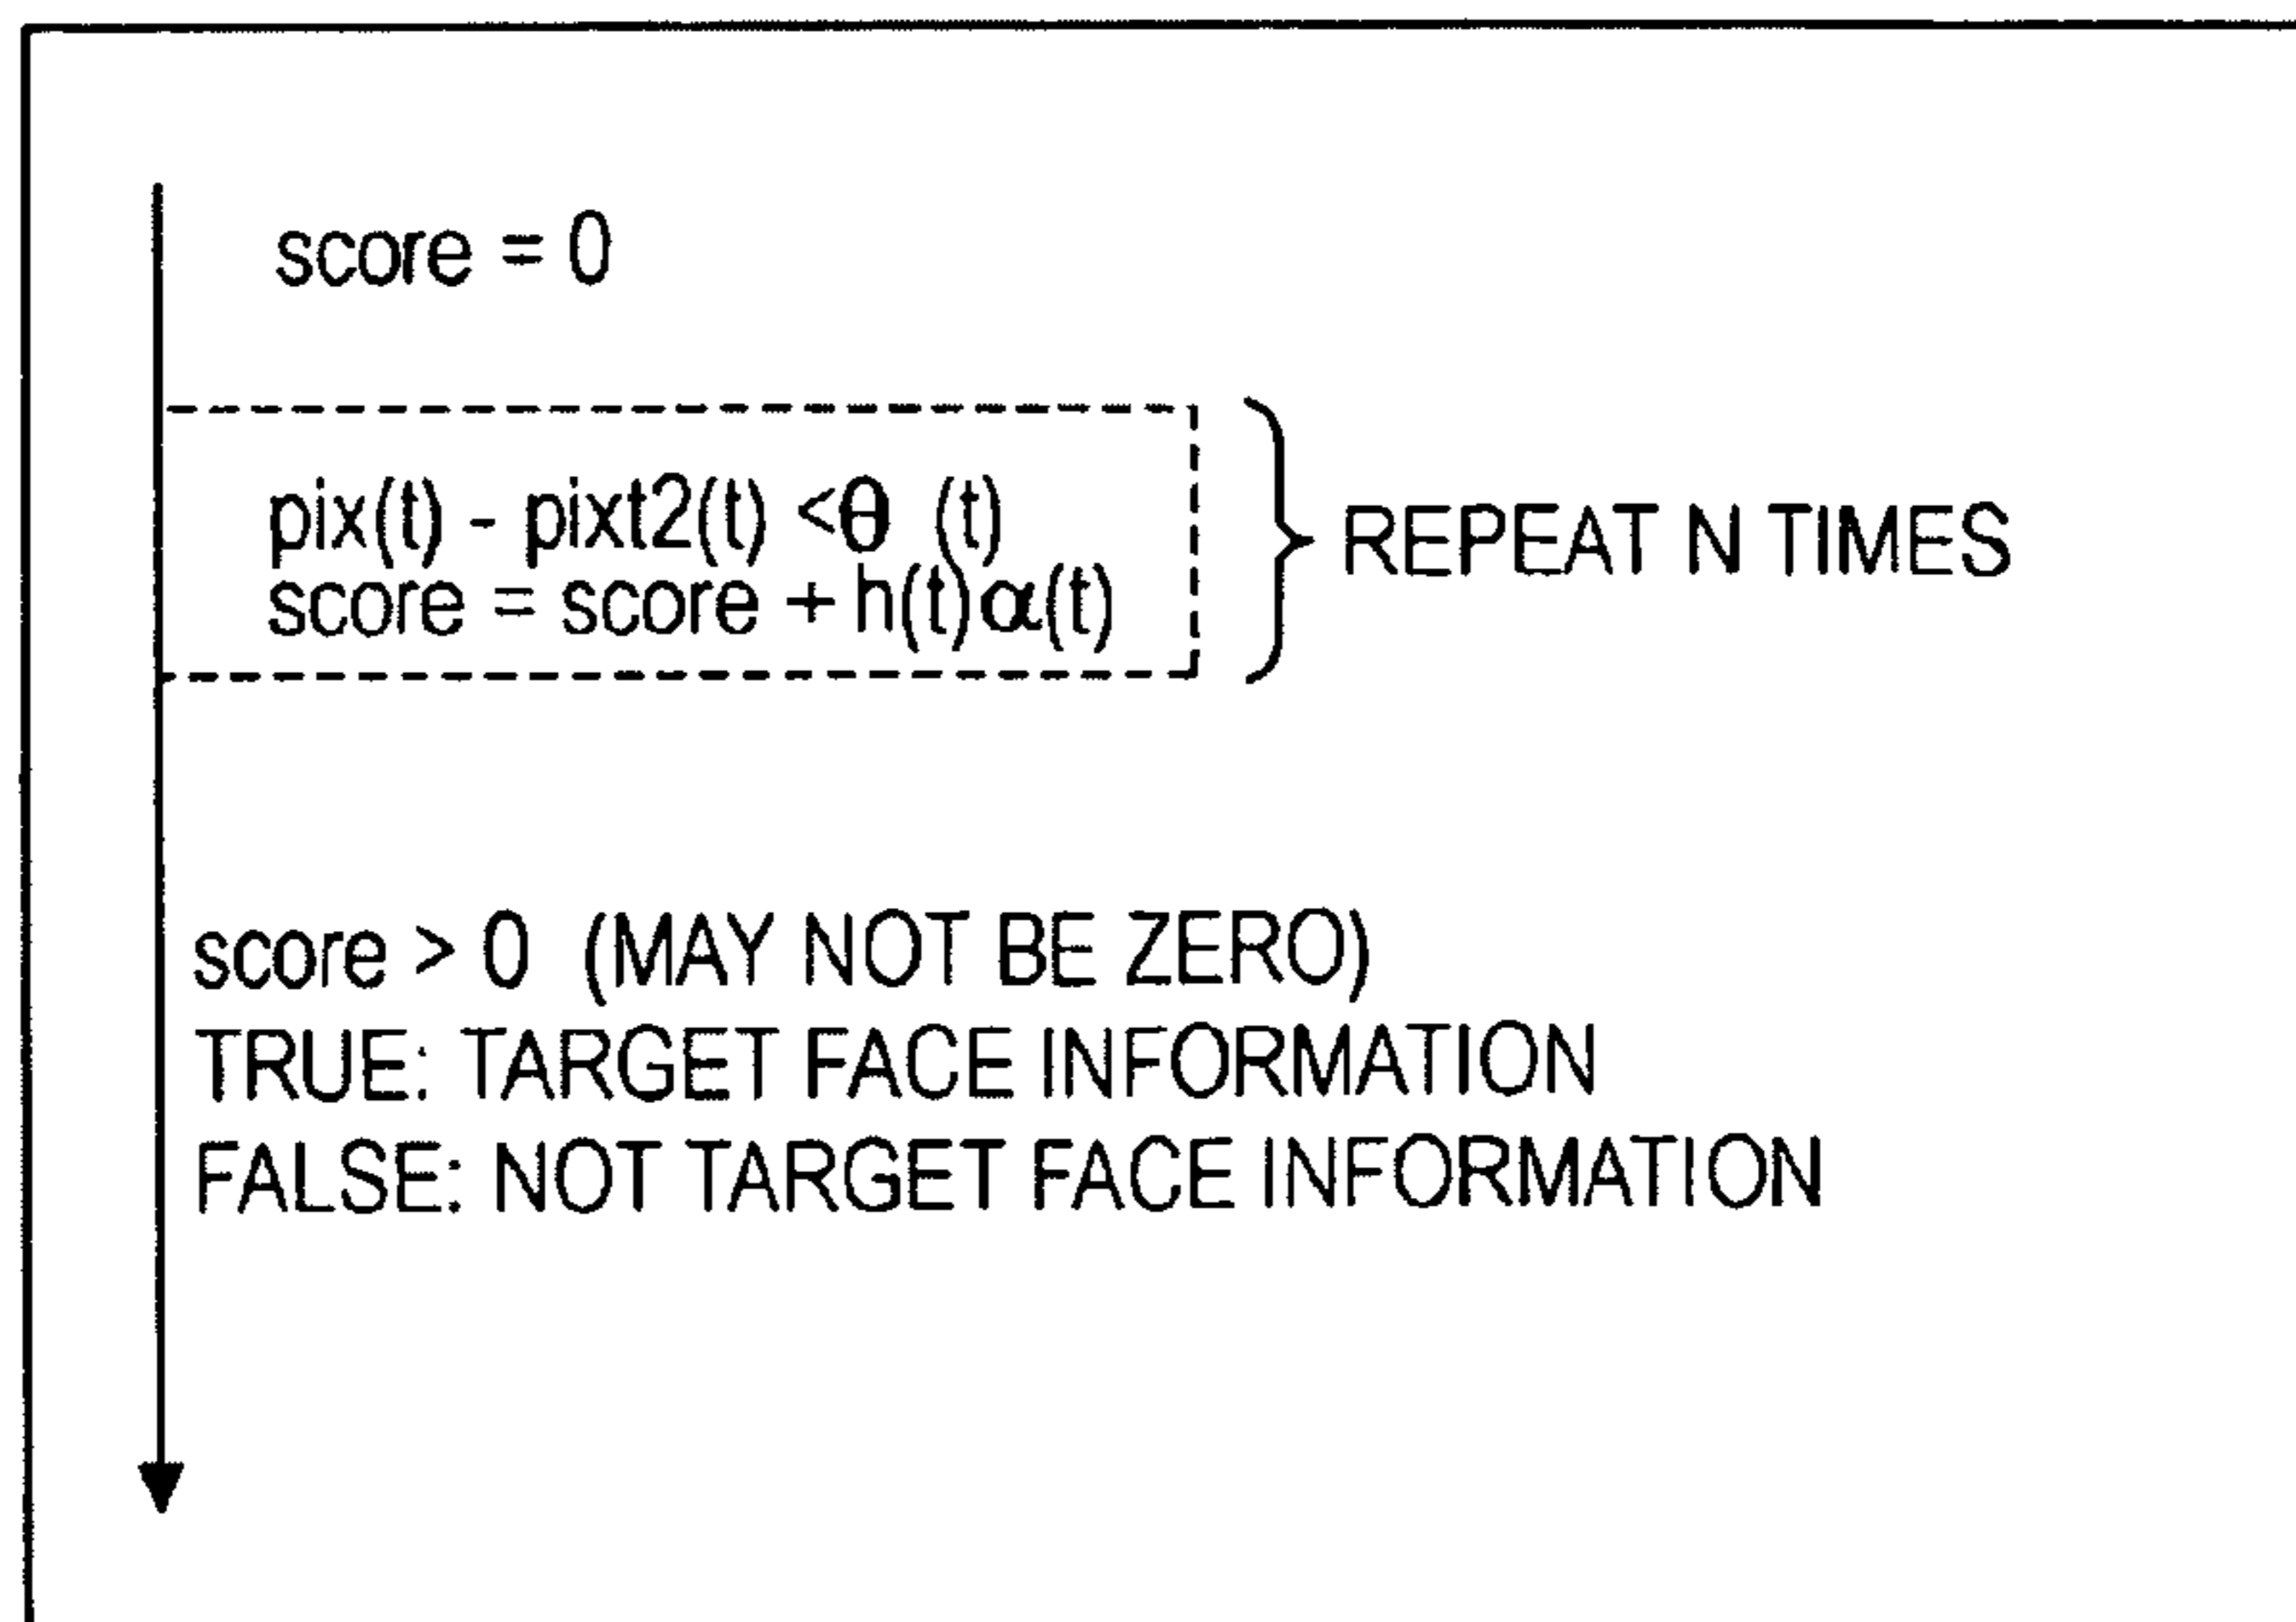 score = 0
pix(t) - pixt2(t) <θ (t)
score = score + h(t)α(t)
REPEAT N TIMES
score > 0 (MAY NOT BE ZERO)
TRUE: TARGET FACE INFORMATION
FALSE: NOT TARGET FACE INFORMATION